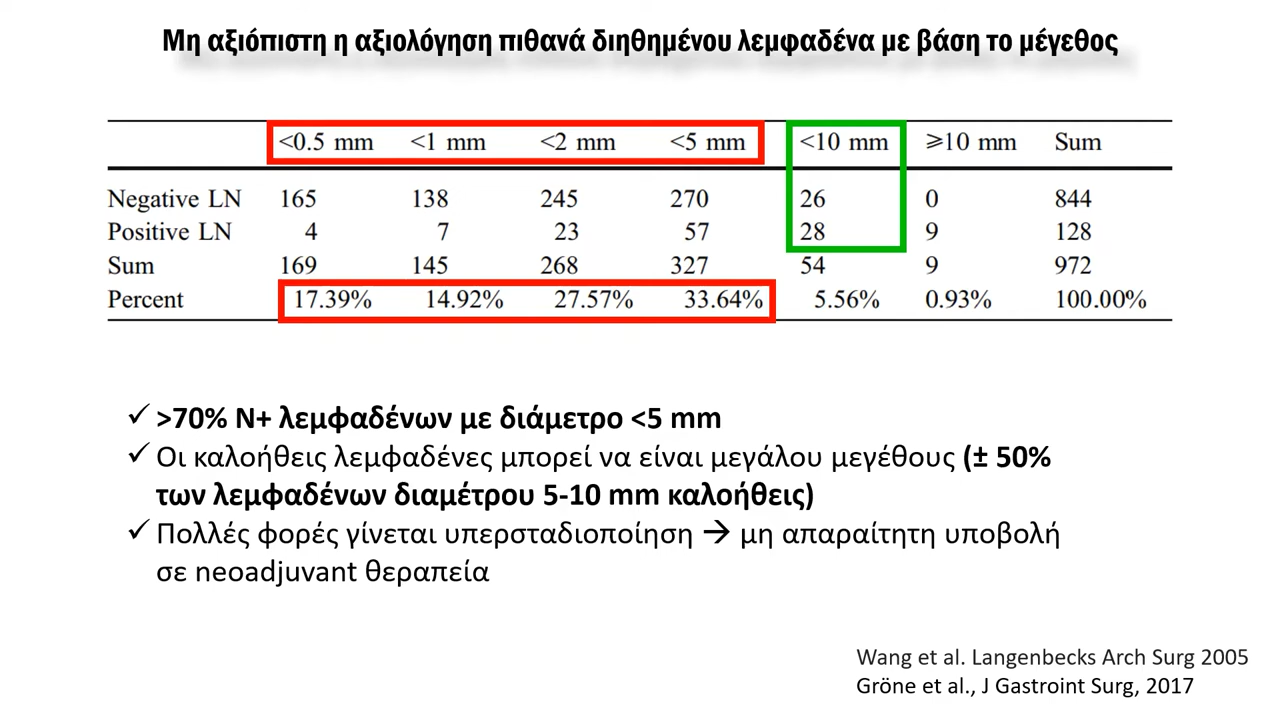 Μη αξιόπιστη η αξιολόγηση πιθανά διηθημένου λεμφαδένα με βάση το μέγεθος
<0.5 mm <1 mm <2 mm <5 mm <10 mm ⩾10 mm Sum
Negative LN 165 138 245 270 26 0 844
Positive LN 4 7 23 57 28 9 128
Sum 169 145 268 327 54 9 972
Percent 17.39% 14.92% 27.57% 33.64% 5.56% 0.93% 100.00%
✓ >70% N+ λεμφαδένων με διάμετρο <5 mm
✓ Οι καλοήθεις λεμφαδένες μπορεί να είναι μεγάλου μεγέθους (± 50%
των λεμφαδένων διαμέτρου 5-10 mm καλοήθεις)
✓ Πολλές φορές γίνεται υπερσταδιοποίηση → μη απαραίτητη υποβολή
σε neoadjuvant θεραπεία
Wang et al. Langenbecks Arch Surg 2005
Gröne et al., J Gastroint Surg, 2017